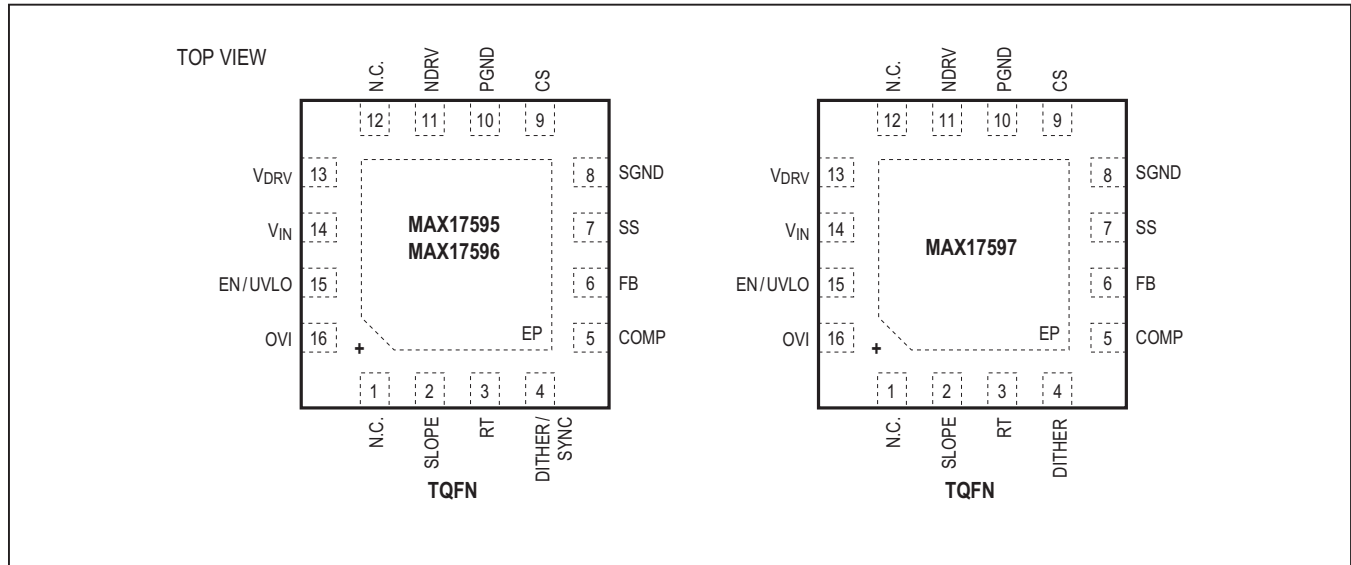 TOP VIEW
N.C.
NDRV
PGND
CS
12 11 10 9
VDRV 13
VIN 14
EN/UVLO 15
OVI 16
8 SGND
7 SS
6 FB
5 COMP
MAX17595
MAX17596
EP
+
1 2 3 4
N.C.
SLOPE
RT
DITHER/
SYNC
TQFN
N.C.
NDRV
PGND
CS
12 11 10 9
VDRV 13
VIN 14
EN/UVLO 15
OVI 16
8 SGND
7 SS
6 FB
5 COMP
MAX17597
EP
+
1 2 3 4
N.C.
SLOPE
RT
DITHER
TQFN